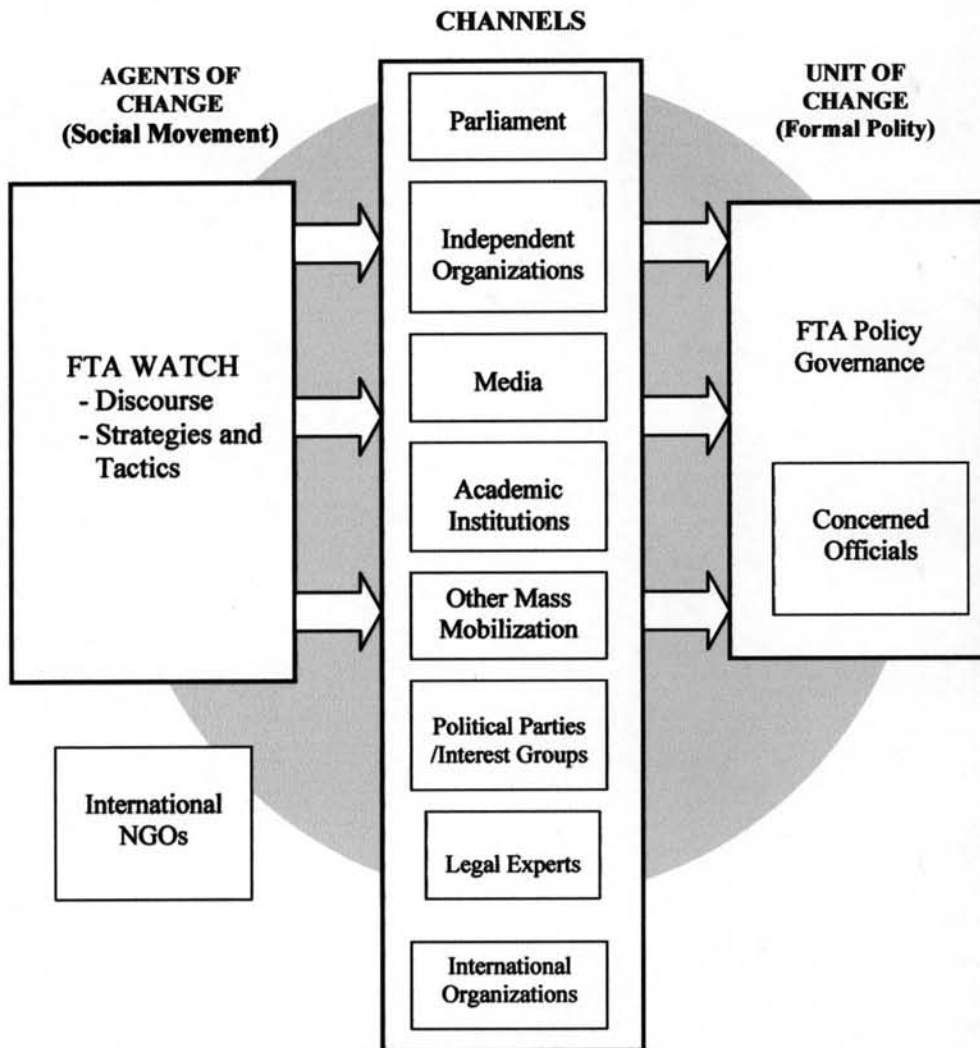 CHANNELS
AGENTS OF
CHANGE
(Social Movement)
FTA WATCH
- Discourse
- Strategies and
Tactics
International
NGOs
Parliament
Independent
Organizations
Media
Academic
Institutions
Other Mass
Mobilization
Political Parties
/Interest Groups
Legal Experts
International
Organizations
UNIT OF
CHANGE
(Formal Polity)
FTA Policy
Governance
Concerned
Officials